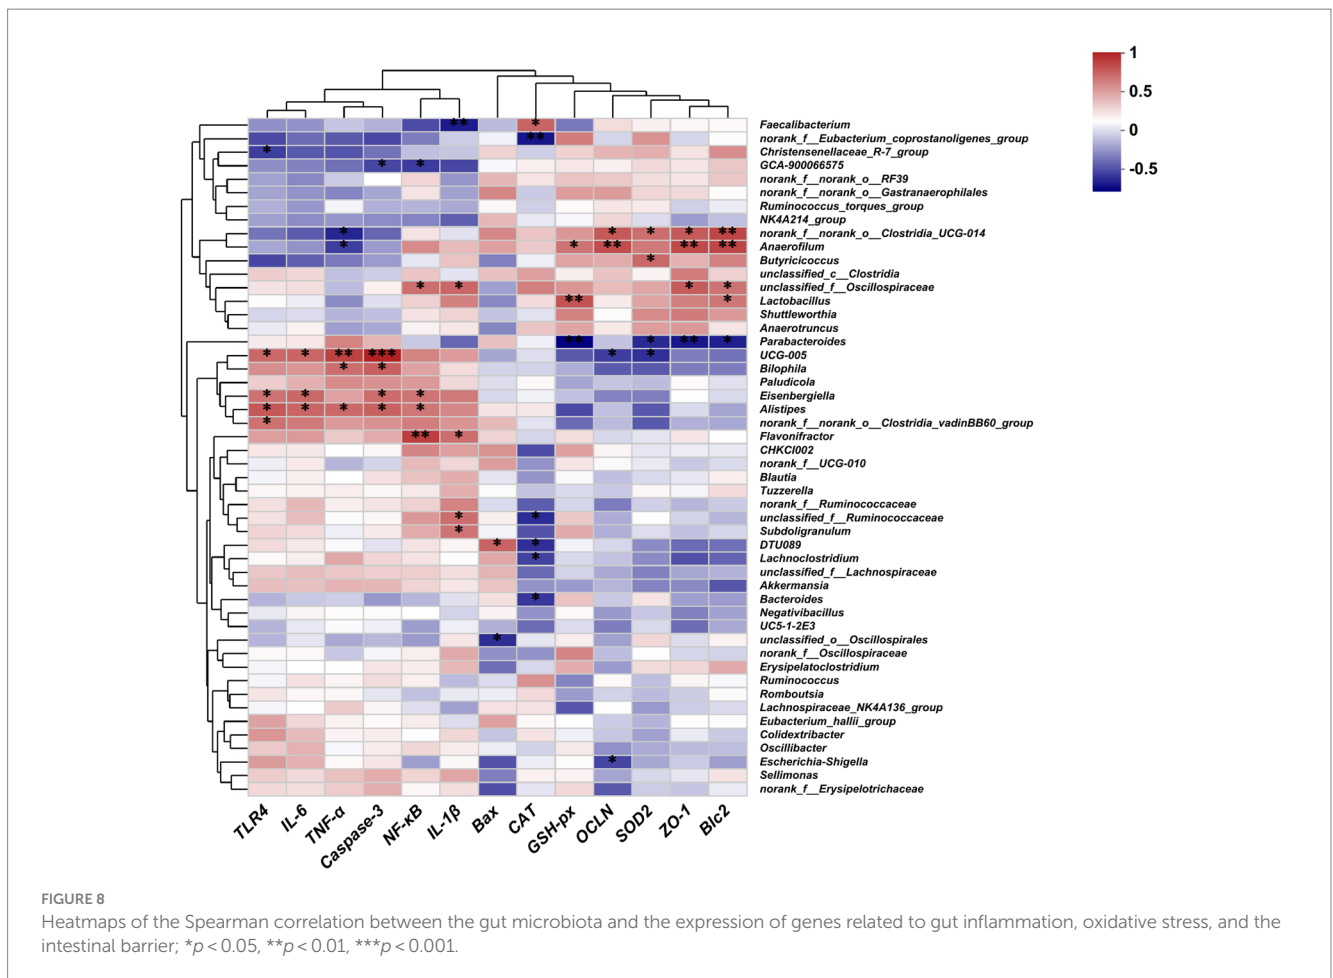 1
0.5
0
-0.5
** * Faecalibacterium
** norank_f__Eubacterium_coprostanoligenes_group
* Christensenellaceae_R-7_group
* * GCA-900066575
norank_f__norank_o__RF39
norank_f__norank_o__Gastranaerophilales
Ruminococcus_torques_group
NK4A214_group
* * * * ** norank_f__norank_o__Clostridia_UCG-014
* * ** ** ** Anaerofilum
* Butyricicoccus
unclassified_c__Clostridia
* * * * unclassified_f__Oscillospiraceae
** * Lactobacillus
Shuttleworthia
Anaerotruncus
** * ** * Parabacteroides
* * ** *** * * UCG-005
* * Bilophila
Paludicola
* * * * Eisenbergiella
* * * * * Alistipes
* norank_f__norank_o__Clostridia_vadinBB60_group
** * Flavonifractor
CHKCI002
norank_f__UCG-010
Blautia
Tuzzerella
norank_f__Ruminococcaceae
* * unclassified_f__Ruminococcaceae
* Subdoligranulum
* * DTU089
* Lachnoclostridium
unclassified_f__Lachnospiraceae
Akkermansia
* Bacteroides
Negativibacillus
UC5-1-2E3
* unclassified_o__Oscillospirales
norank_f__Oscillospiraceae
Erysipelatoclostridium
Ruminococcus
Romboutsia
Lachnospiraceae_NK4A136_group
Eubacterium_hallii_group
Colidextribacter
Oscillibacter
* Escherichia-Shigella
Sellimonas
norank_f__Erysipelotrichaceae
TLR4 IL-6 TNF-α Caspase-3 NF-κB IL-1β Bax CAT GSH-px OCLN SOD2 ZO-1 Blc2
FIGURE 8
Heatmaps of the Spearman correlation between the gut microbiota and the expression of genes related to gut inflammation, oxidative stress, and the
intestinal barrier; *p < 0.05, **p < 0.01, ***p < 0.001.